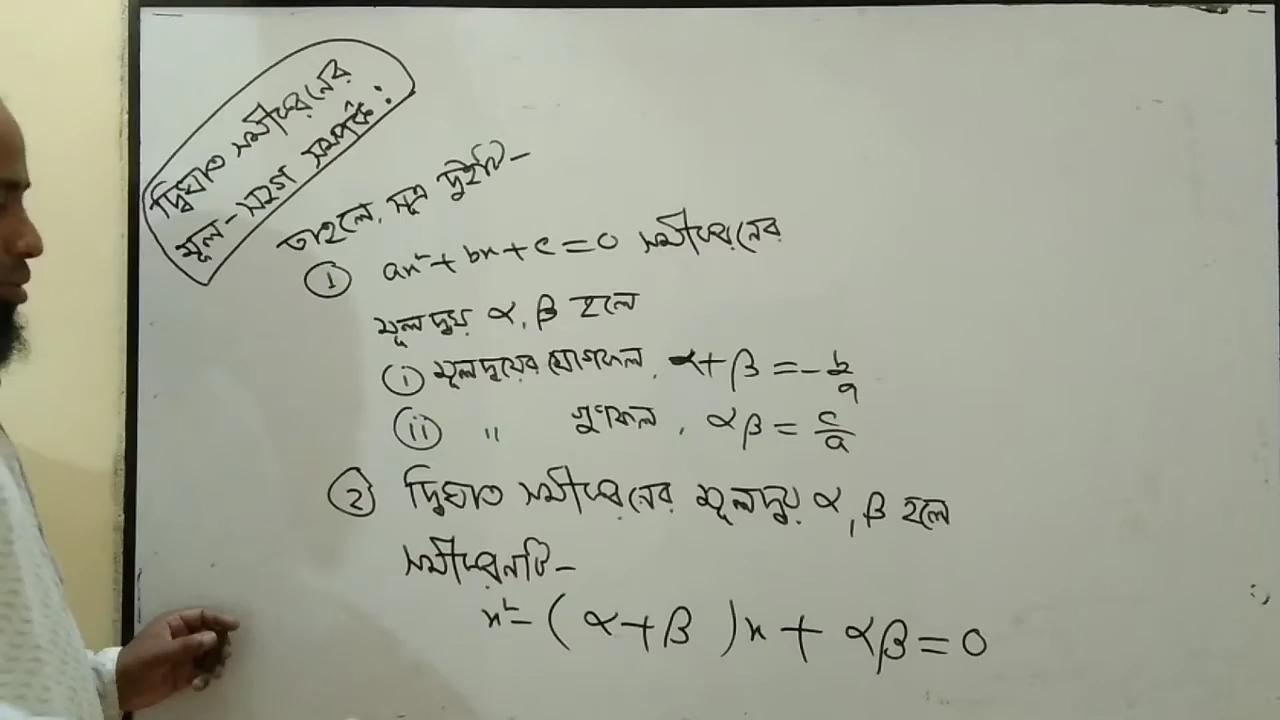 দ্বিঘাত সমীকরণের
মূল-সহগ সম্পর্ক:
তাহলে, সূত্র দুইটি-
① ax²+bx+c=0 সমীকরণের
মূলদ্বয় α, β হলে
ⓘ মূলদ্বয়ের যোগফল, α+β=-b/a
ⓘⓘ " গুণফল, αβ=c/a
② দ্বিঘাত সমীকরণের মূলদ্বয় α, β হলে
সমীকরণটি-
x²-(α+β)x+αβ=0